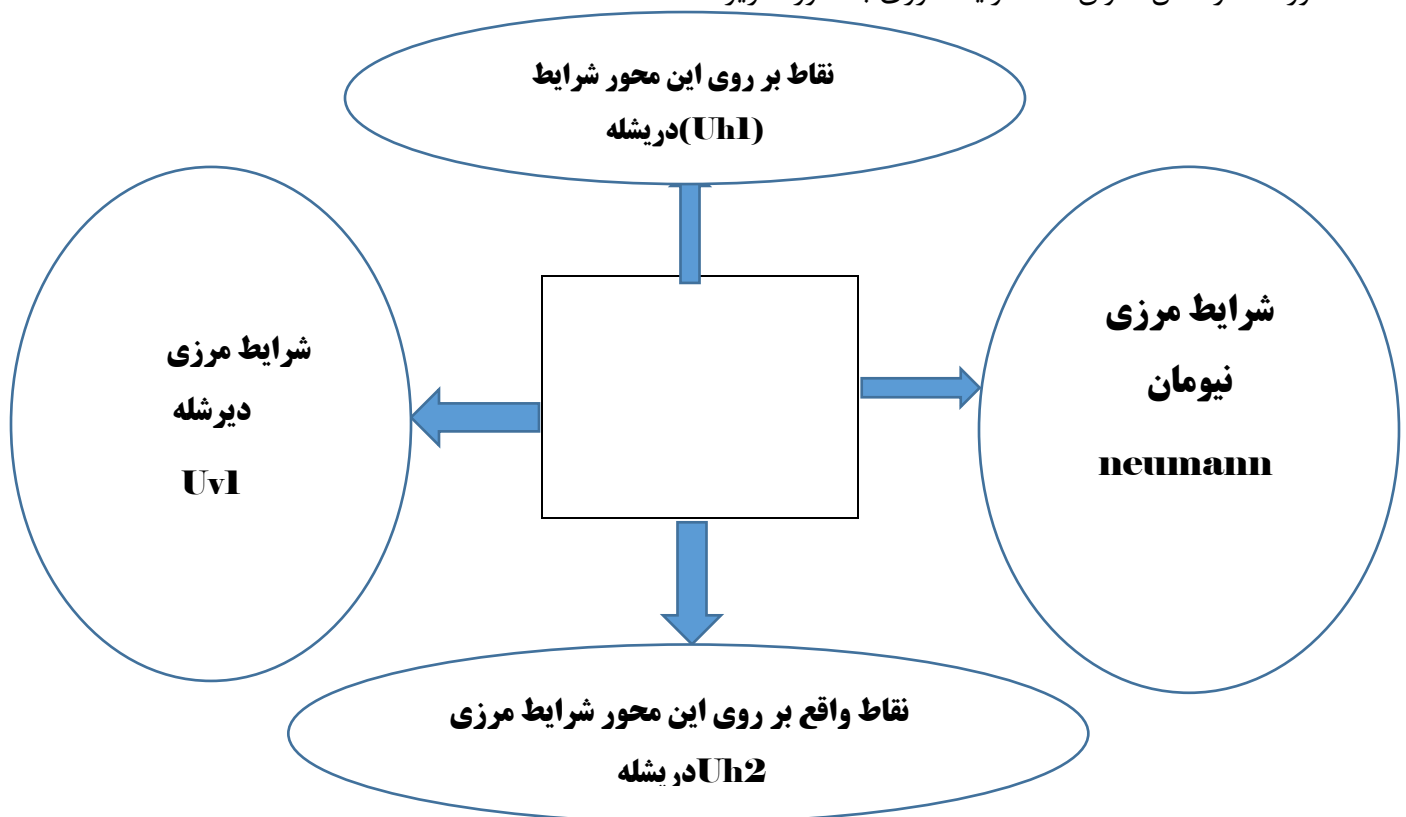 نقاط بر روی این محور شرایط
دریشله(Uh1)
شرایط مرزی
دیرشله
Uv1
شرایط مرزی
نیومان
neumann
نقاط واقع بر روی این محور شرایط مرزی
دریشلهUh2